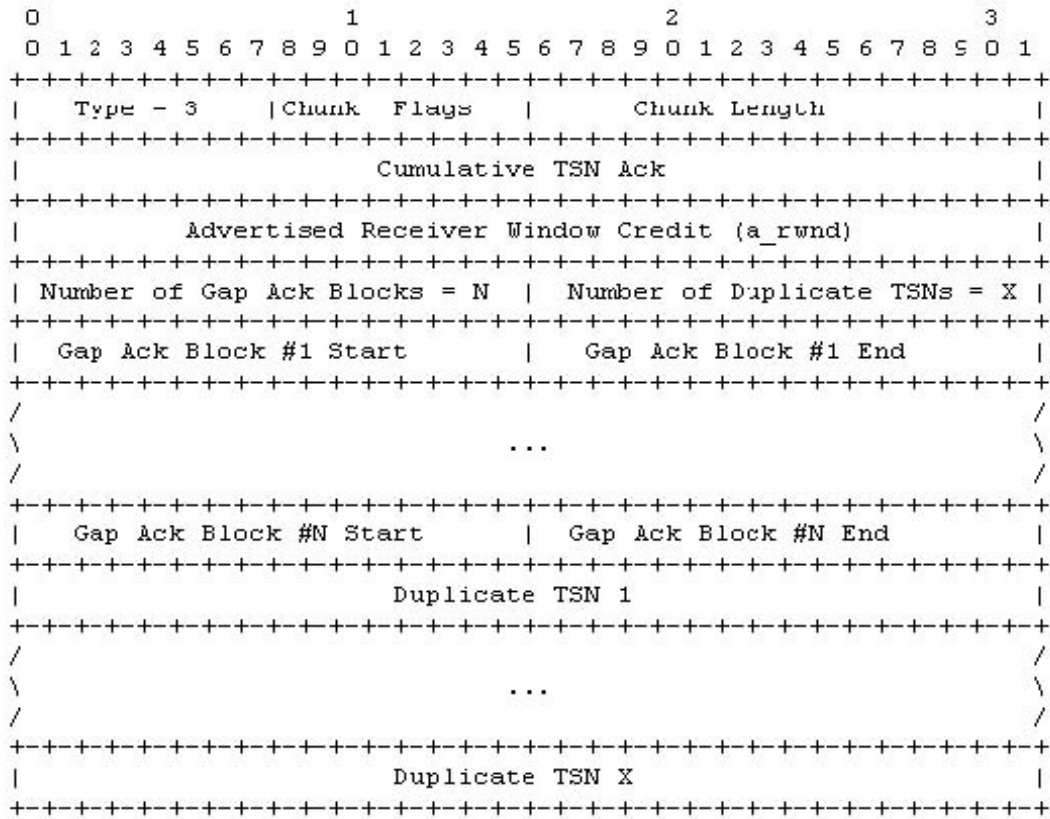 0                   1                   2                   3
 0 1 2 3 4 5 6 7 8 9 0 1 2 3 4 5 6 7 8 9 0 1 2 3 4 5 6 7 8 9 0 1
+-+-+-+-+-+-+-+-+-+-+-+-+-+-+-+-+-+-+-+-+-+-+-+-+-+-+-+-+-+-+-+-+
|   Type = 3    |Chunk  Flags   |      Chunk Length             |
+-+-+-+-+-+-+-+-+-+-+-+-+-+-+-+-+-+-+-+-+-+-+-+-+-+-+-+-+-+-+-+-+
|                      Cumulative TSN Ack                       |
+-+-+-+-+-+-+-+-+-+-+-+-+-+-+-+-+-+-+-+-+-+-+-+-+-+-+-+-+-+-+-+-+
|          Advertised Receiver Window Credit (a_rwnd)           |
+-+-+-+-+-+-+-+-+-+-+-+-+-+-+-+-+-+-+-+-+-+-+-+-+-+-+-+-+-+-+-+-+
| Number of Gap Ack Blocks = N  |  Number of Duplicate TSNs = X |
+-+-+-+-+-+-+-+-+-+-+-+-+-+-+-+-+-+-+-+-+-+-+-+-+-+-+-+-+-+-+-+-+
|  Gap Ack Block #1 Start       |   Gap Ack Block #1 End        |
+-+-+-+-+-+-+-+-+-+-+-+-+-+-+-+-+-+-+-+-+-+-+-+-+-+-+-+-+-+-+-+-+
/                                                               /
\                              ...                              \
/                                                               /
+-+-+-+-+-+-+-+-+-+-+-+-+-+-+-+-+-+-+-+-+-+-+-+-+-+-+-+-+-+-+-+-+
|   Gap Ack Block #N Start      |  Gap Ack Block #N End         |
+-+-+-+-+-+-+-+-+-+-+-+-+-+-+-+-+-+-+-+-+-+-+-+-+-+-+-+-+-+-+-+-+
|                       Duplicate TSN 1                         |
+-+-+-+-+-+-+-+-+-+-+-+-+-+-+-+-+-+-+-+-+-+-+-+-+-+-+-+-+-+-+-+-+
/                                                               /
\                              ...                              \
/                                                               /
+-+-+-+-+-+-+-+-+-+-+-+-+-+-+-+-+-+-+-+-+-+-+-+-+-+-+-+-+-+-+-+-+
|                       Duplicate TSN X                         |
+-+-+-+-+-+-+-+-+-+-+-+-+-+-+-+-+-+-+-+-+-+-+-+-+-+-+-+-+-+-+-+-+